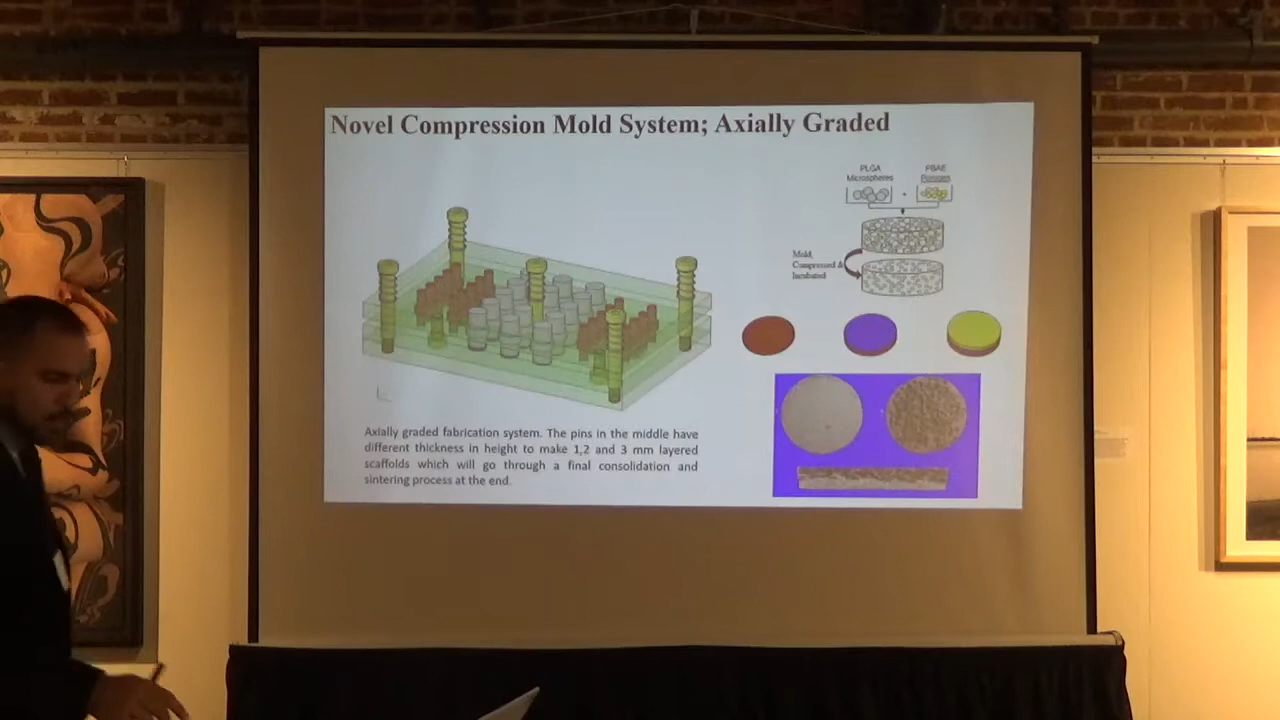 Novel Compression Mold System; Axially Graded
PLGA
Microspheres
PBAE
Porogen
Mold,
Compressed &
Incubated
Axially graded fabrication system. The pins in the middle have
different thickness in height to make 1,2 and 3 mm layered
scaffolds which will go through a final consolidation and
sintering process at the end.